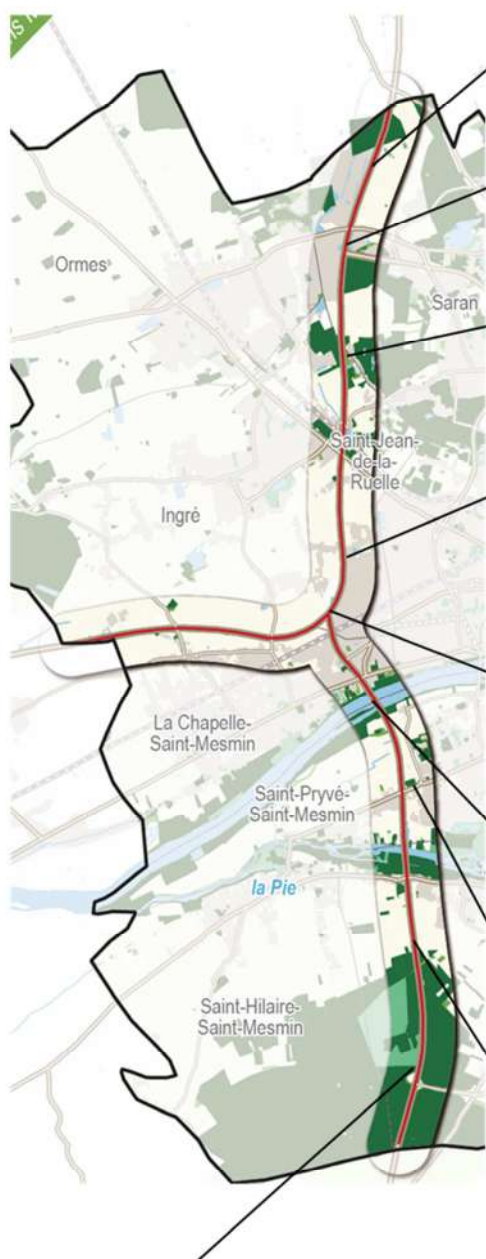 Ormes
Saran
Saint-Jean-
de-la-
Ruelle
Ingré
La Chapelle-
Saint-Mesmin
Saint-Pryvé-
Saint-Mesmin
la Pie
Saint-Hilaire-
Saint-Mesmin